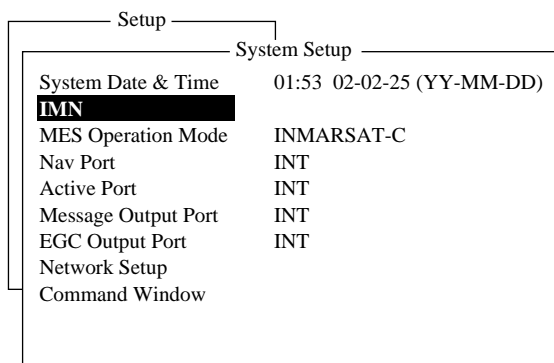 Setup
System Setup
System Date & Time 01:53 02-02-25 (YY-MM-DD)
IMN
MES Operation Mode INMARSAT-C
Nav Port INT
Active Port INT
Message Output Port INT
EGC Output Port INT
Network Setup
Command Window